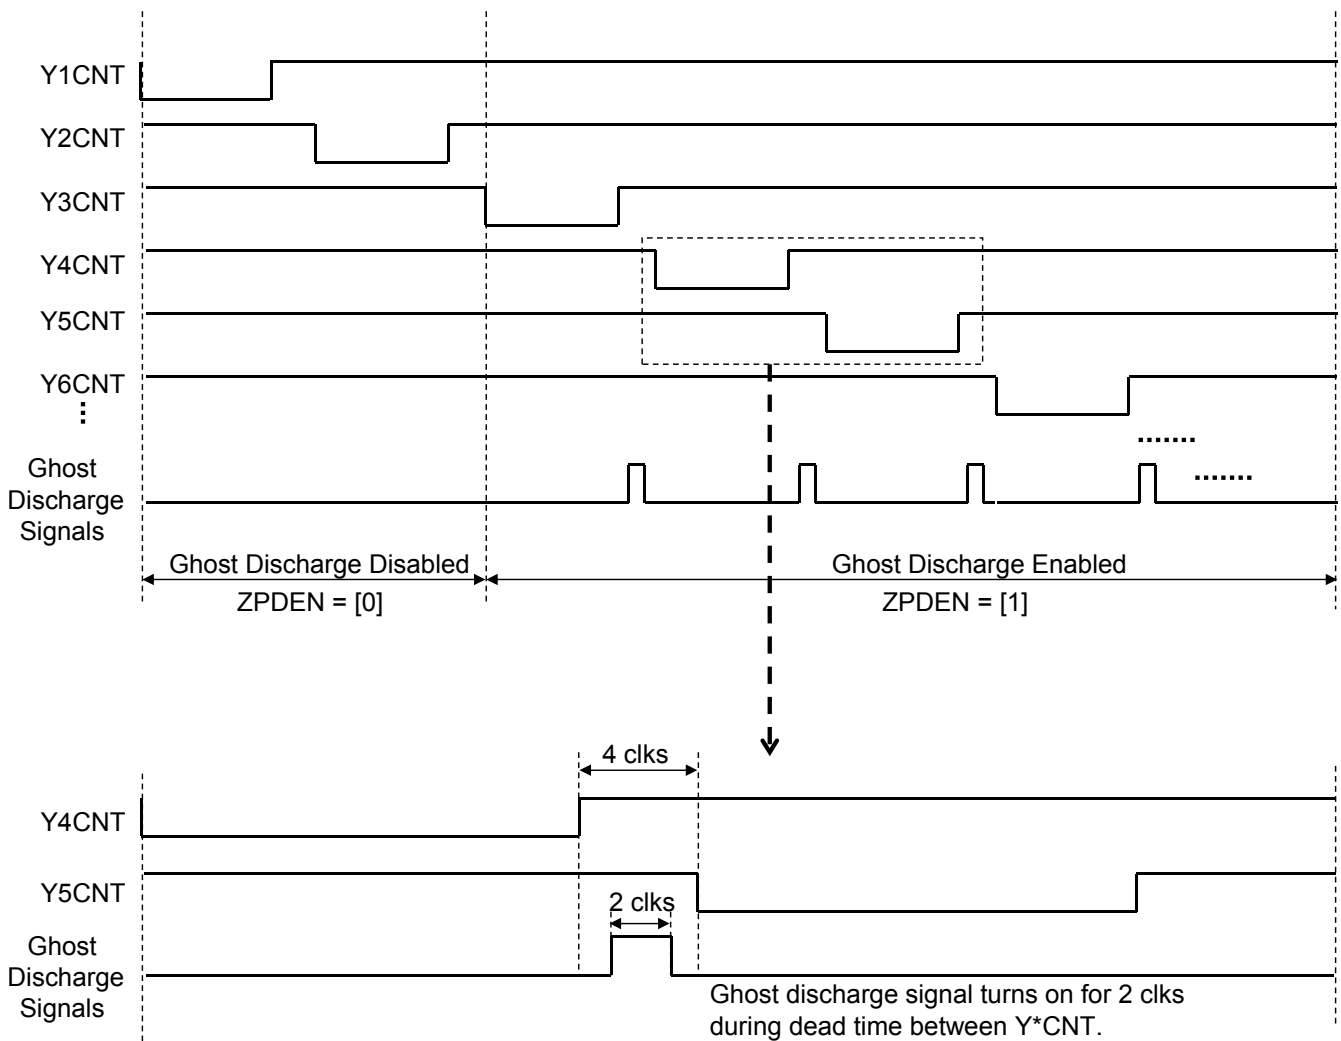 Y1CNT
Y2CNT
Y3CNT
Y4CNT
Y5CNT
Y6CNT
⋮
.......
Ghost
Discharge
Signals
.......
Ghost Discharge Disabled
ZPDEN = [0]
Ghost Discharge Enabled
ZPDEN = [1]
4 clks
Y4CNT
Y5CNT
2 clks
Ghost
Discharge
Signals
Ghost discharge signal turns on for 2 clks
during dead time between Y*CNT.